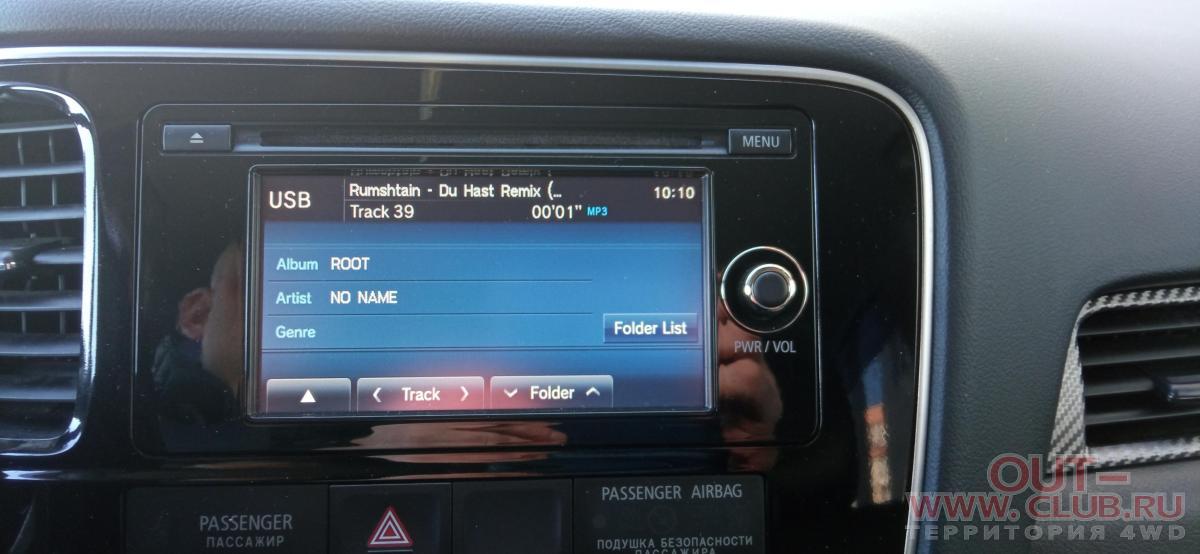 MENU
USB
Rumshtain - Du Hast Remix (...
10:10
Track 39
00'01" MP3
Album ROOT
Artist NO NAME
Genre
Folder List
Track
Folder
PWR / VOL
PASSENGER
ПАССАЖИР
PASSENGER AIRBAG
ПОДУШКА БЕЗОПАСНОСТИ
ПАССАЖИРА
OUT-
WWW.CLUB.RU
ТЕРРИТОРИЯ 4WD